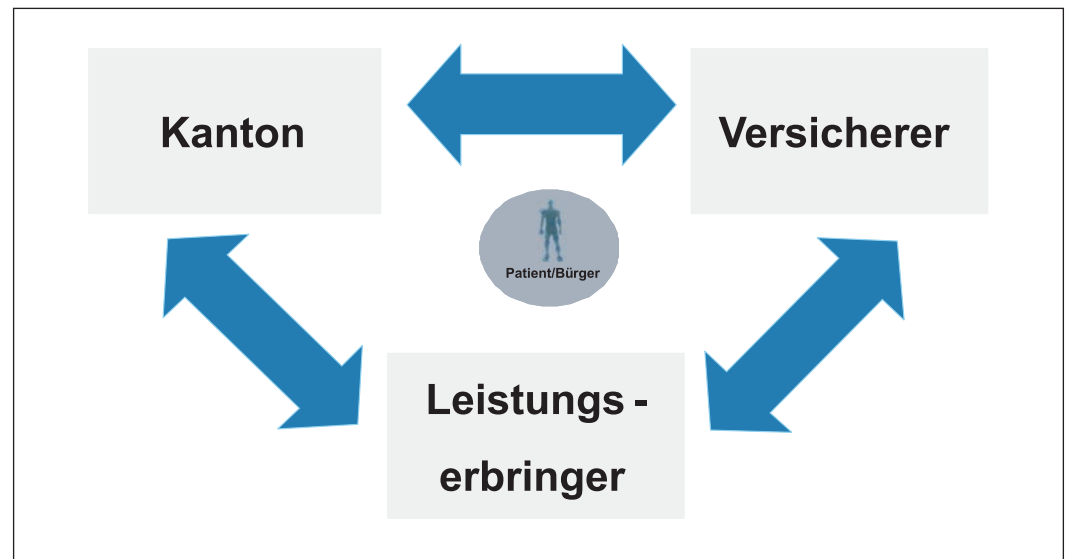 Kanton
Versicherer
Patient/Bürger
Leistungs -
erbringer